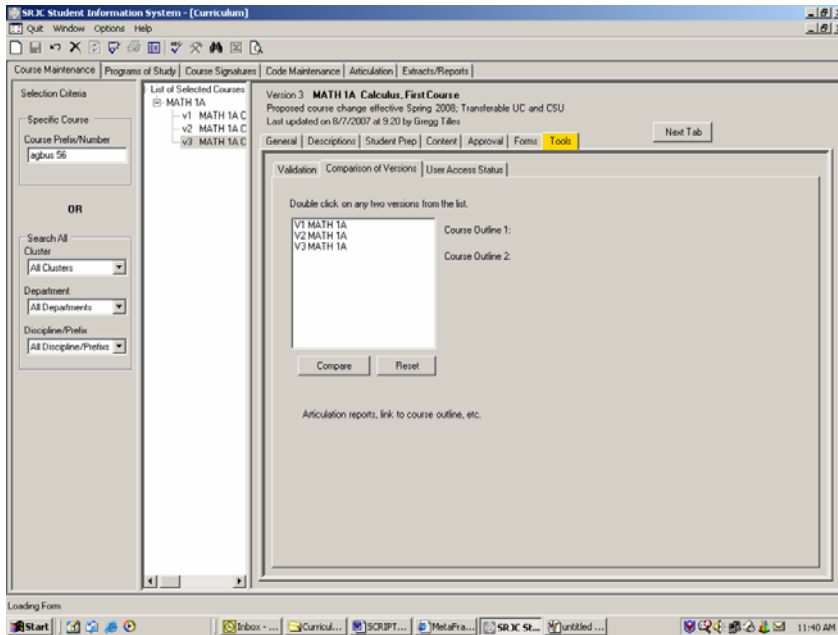 SRJC Student Information System - [Curriculum]
Quit Window Options Help
Course Maintenance Programs of Study Course Signatures Code Maintenance Articulation Extracts/Reports
Selection Criteria
Specific Course
Course Prefix/Number
agbus 56
OR
Search All
Cluster
All Clusters
Department
All Departments
Discipline/Prefix
All Discipline/Prefixs
List of Selected Courses
MATH 1A
v1 MATH 1A C
v2 MATH 1A C
v3 MATH 1A C
Version 3 MATH 1A Calculus, First Course
Proposed course change effective Spring 2008; Transferable UC and CSU
Last updated on 8/7/2007 at 9:20 by Gregg Tilles
Next Tab
General Descriptions Student Prep Content Approval Forms Tools
Validation Comparison of Versions User Access Status
Double click on any two versions from the list.
V1 MATH 1A
V2 MATH 1A
V3 MATH 1A
Course Outline 1:
Course Outline 2:
Compare Reset
Articulation reports, link to course outline, etc.
Loading Form
Start Inbox - ... Curricul... SCRIPT... MetaFra... SRJC St... untitled ... 11:40 AM